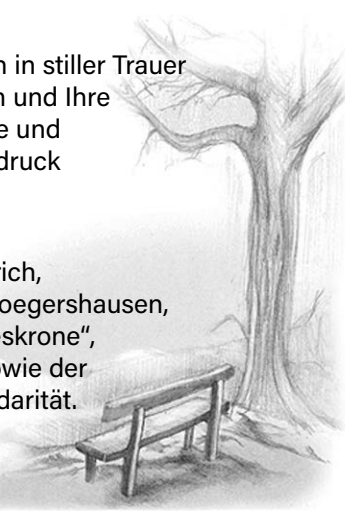 n in stiller Trauer
n und Ihre
e und
druck
rich,
oegershausen,
eskrone“,
owie der
darität.